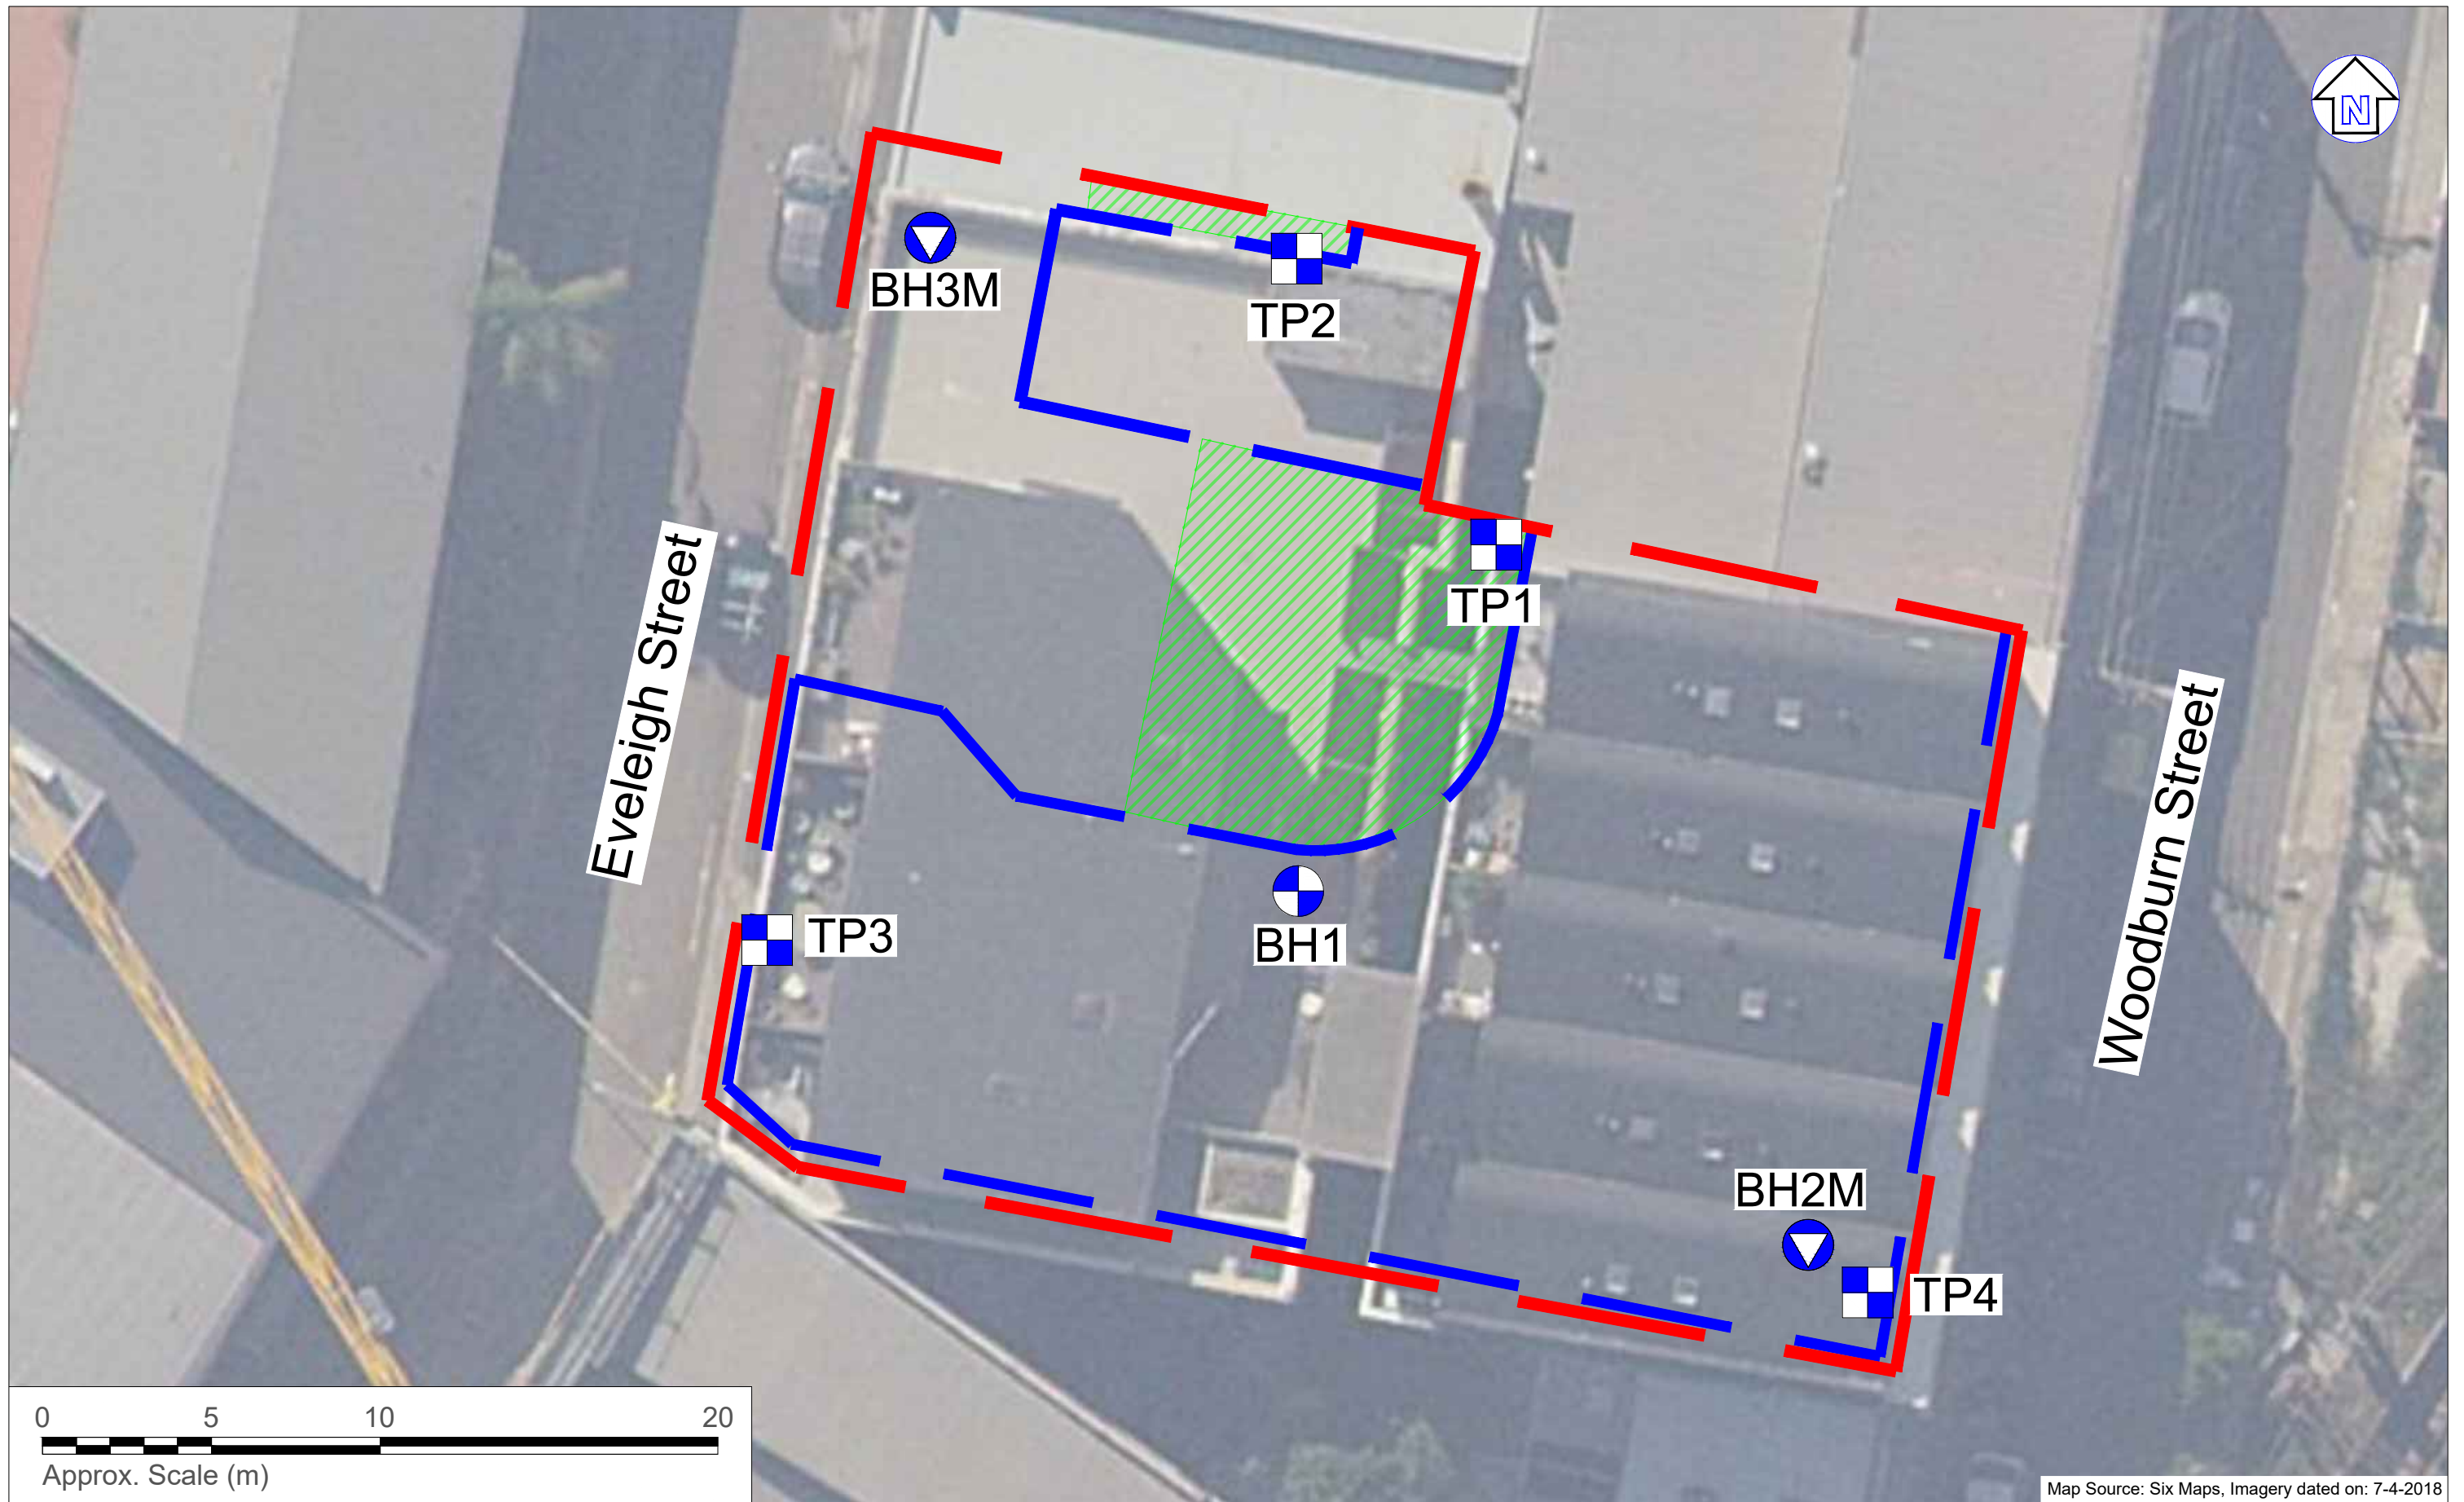 N
BH3M
TP2
TP1
Eveleigh Street
Woodburn Street
TP3
BH1
BH2M
TP4
0 5 10 20
Approx. Scale (m)
Map Source: Six Maps, Imagery dated on: 7-4-2018